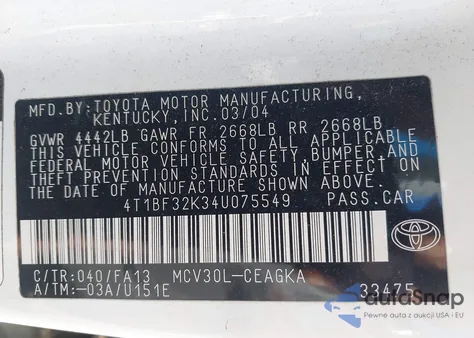 MFD.BY:TOYOTA MOTOR MANUFACTURING,
KENTUCKY,INC.03/04
GVWR 4442LB GAWR FR 2668LB RR 2668LB
THIS VEHICLE CONFORMS TO ALL APPLICABLE
FEDERAL MOTOR VEHICLE SAFETY,BUMPER,AND
THEFT PREVENTION STANDARDS IN EFFECT ON
THE DATE OF MANUFACTURE SHOWN ABOVE.
4T1BF32K34U075549 PASS.CAR
TOYOTA
C/TR:040/FA13 MCV30L-CEAGKA
A/TM:-03A/U151E 33475
autoSnap
Pewne auta z aukcji w USA i EU